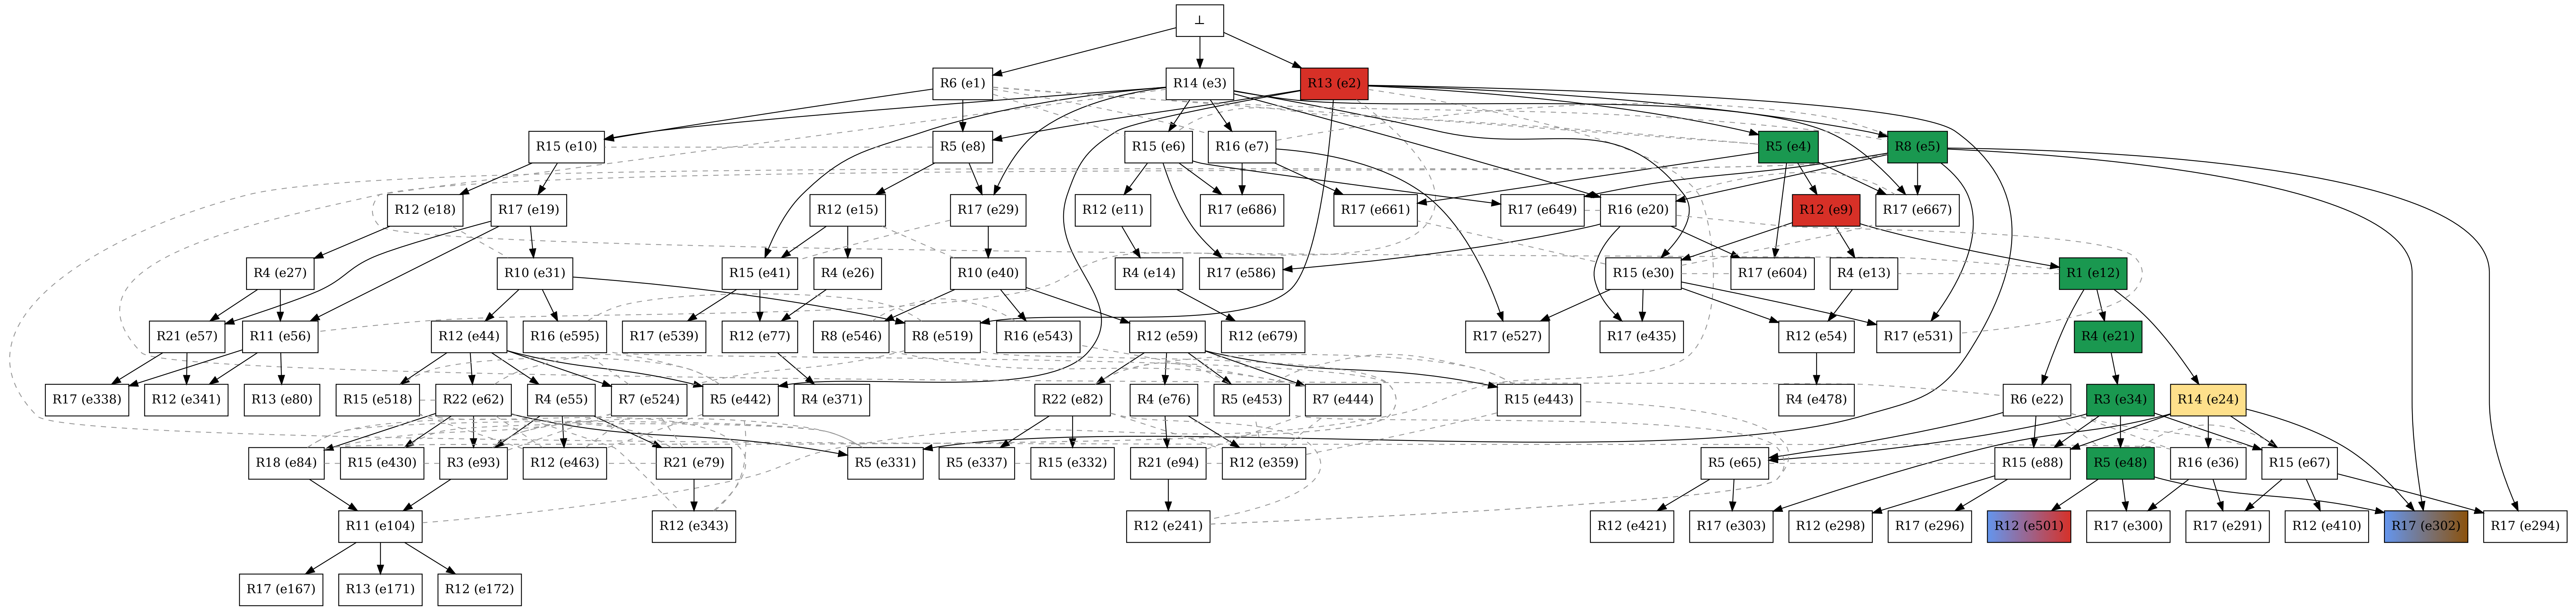 ⊥
R6 (e1)
R14 (e3)
R13 (e2)
R15 (e10)
R5 (e8)
R15 (e6)
R16 (e7)
R5 (e4)
R8 (e5)
R12 (e18)
R17 (e19)
R12 (e15)
R17 (e29)
R12 (e11)
R17 (e686)
R17 (e661)
R17 (e649)
R16 (e20)
R12 (e9)
R17 (e667)
R4 (e27)
R10 (e31)
R15 (e41)
R4 (e26)
R10 (e40)
R4 (e14)
R17 (e586)
R15 (e30)
R17 (e604)
R4 (e13)
R1 (e12)
R21 (e57)
R11 (e56)
R12 (e44)
R16 (e595)
R17 (e539)
R12 (e77)
R8 (e546)
R8 (e519)
R16 (e543)
R12 (e59)
R12 (e679)
R17 (e527)
R17 (e435)
R12 (e54)
R17 (e531)
R4 (e21)
R17 (e338)
R12 (e341)
R13 (e80)
R15 (e518)
R22 (e62)
R4 (e55)
R7 (e524)
R5 (e442)
R4 (e371)
R22 (e82)
R4 (e76)
R5 (e453)
R7 (e444)
R15 (e443)
R4 (e478)
R6 (e22)
R3 (e34)
R14 (e24)
R18 (e84)
R15 (e430)
R3 (e93)
R12 (e463)
R21 (e79)
R5 (e331)
R5 (e337)
R15 (e332)
R21 (e94)
R12 (e359)
R5 (e65)
R15 (e88)
R5 (e48)
R16 (e36)
R15 (e67)
R11 (e104)
R12 (e343)
R12 (e241)
R12 (e421)
R17 (e303)
R12 (e298)
R17 (e296)
R12 (e501)
R17 (e300)
R17 (e291)
R12 (e410)
R17 (e302)
R17 (e294)
R17 (e167)
R13 (e171)
R12 (e172)